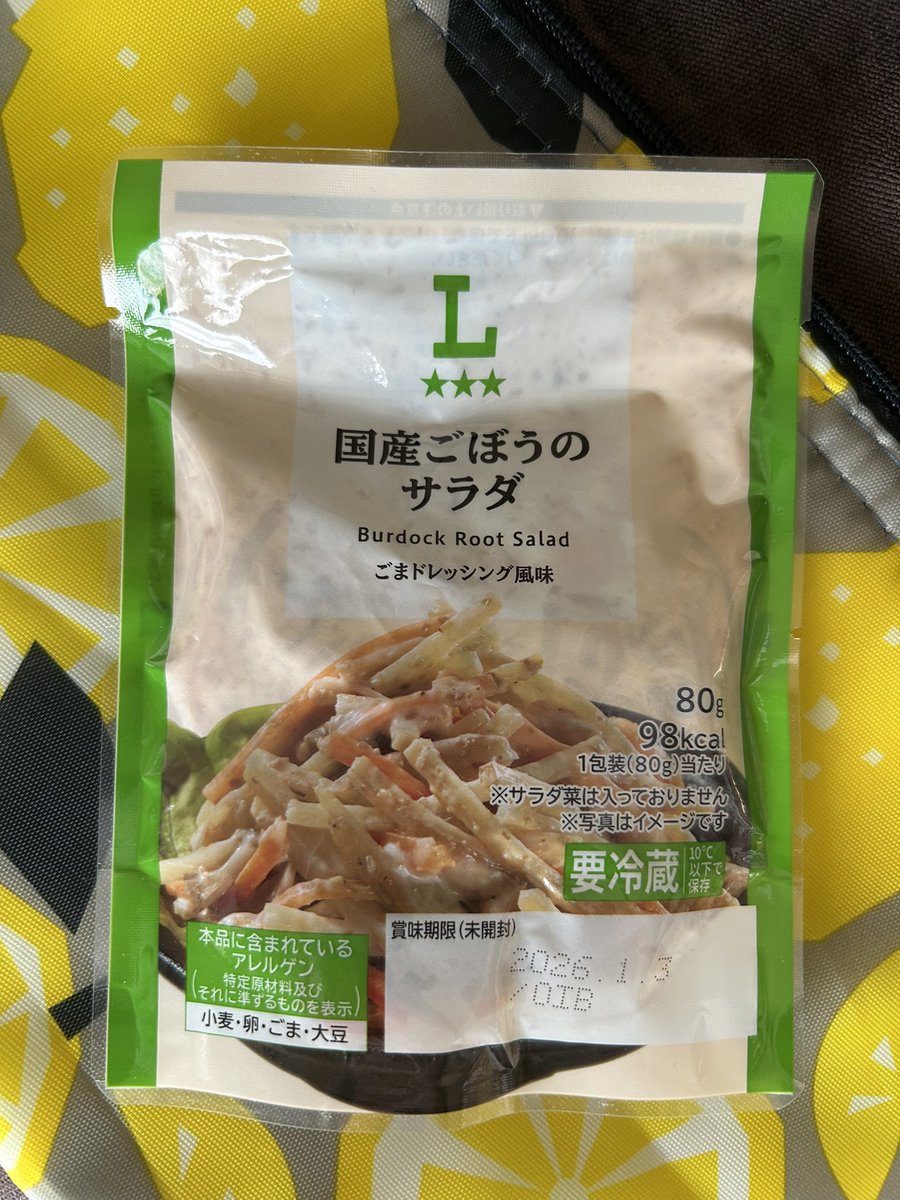 L
★★★
国産ごぼうの
サラダ
Burdock Root Salad
ごまドレッシング風味
80g
98kcal
1包装(80g)当たり
※サラダ菜は入っておりません
※写真はイメージです
要冷蔵
10℃
以下で
保存
本品に含まれている
アレルゲン
(特定原材料及び
それに準ずるものを表示)
小麦・卵・ごま・大豆
賞味期限(未開封)
2026.1.3